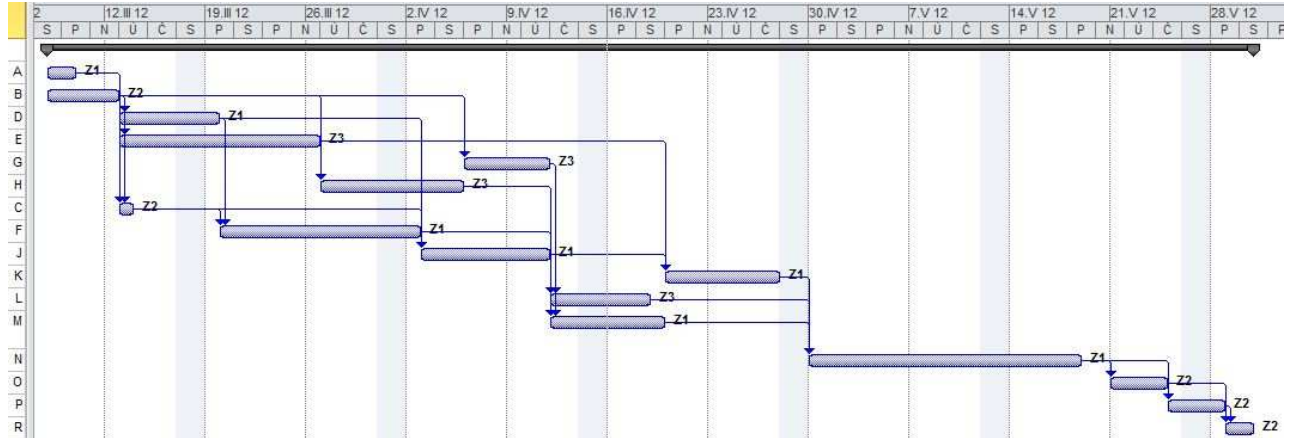 2 12.III 12 19.III 12 26.III 12 2.IV 12 9.IV 12 16.IV 12 23.IV 12 30.IV 12 7.V 12 14.V 12 21.V 12 28.V 12
S P N Ú Č S P S P N Ú Č S P S P N Ú Č S P S P N Ú Č S P S P N Ú Č S P S P N Ú Č S P S
A Z1
B Z2
D Z1
E Z3
G Z3
H Z3
C Z2
F Z1
J Z1
K Z1
L Z3
M Z1
N Z1
O Z2
P Z2
R Z2